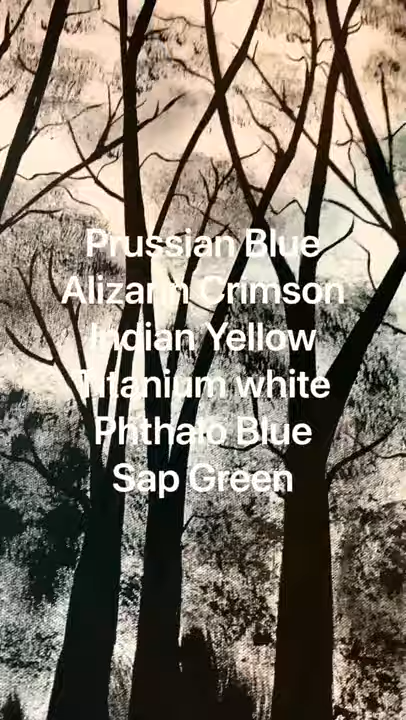 Prussian Blue
Alizarin Crimson
Indian Yellow
Titanium white
Phthalo Blue
Sap Green